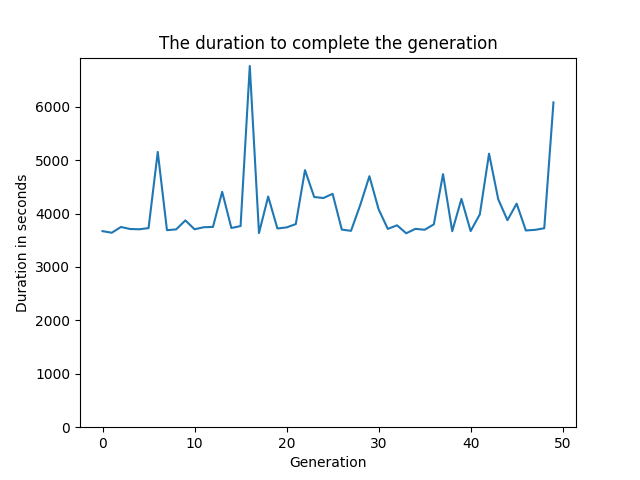 The duration to complete the generation
Duration in seconds
6000
5000
4000
3000
2000
1000
0
0 10 20 30 40 50
Generation